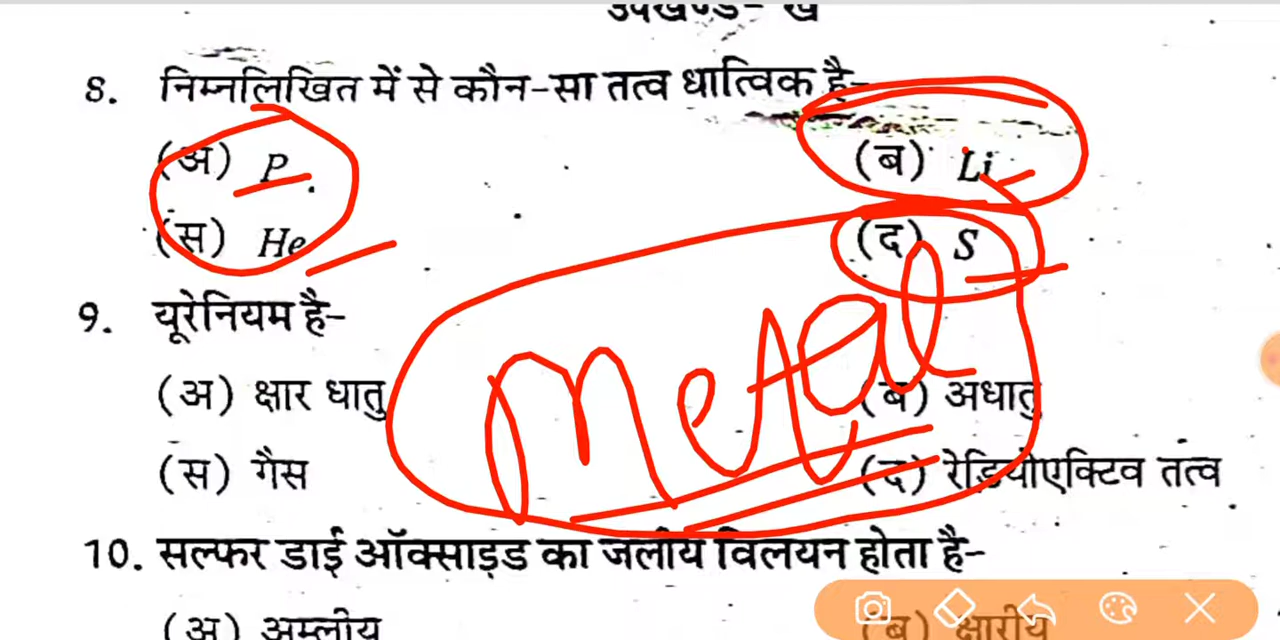 उपखण्ड- ख
8. निम्नलिखित में से कौन-सा तत्व धात्विक है-
(अ) P (ब) Li
(स) He (द) S
Metal
9. यूरेनियम है-
(अ) क्षार धातु (ब) अधातु
(स) गैस (द) रेडियोएक्टिव तत्व
10. सल्फर डाई ऑक्साइड का जलीय विलयन होता है-
(अ) अम्लीय (ब) क्षारीय